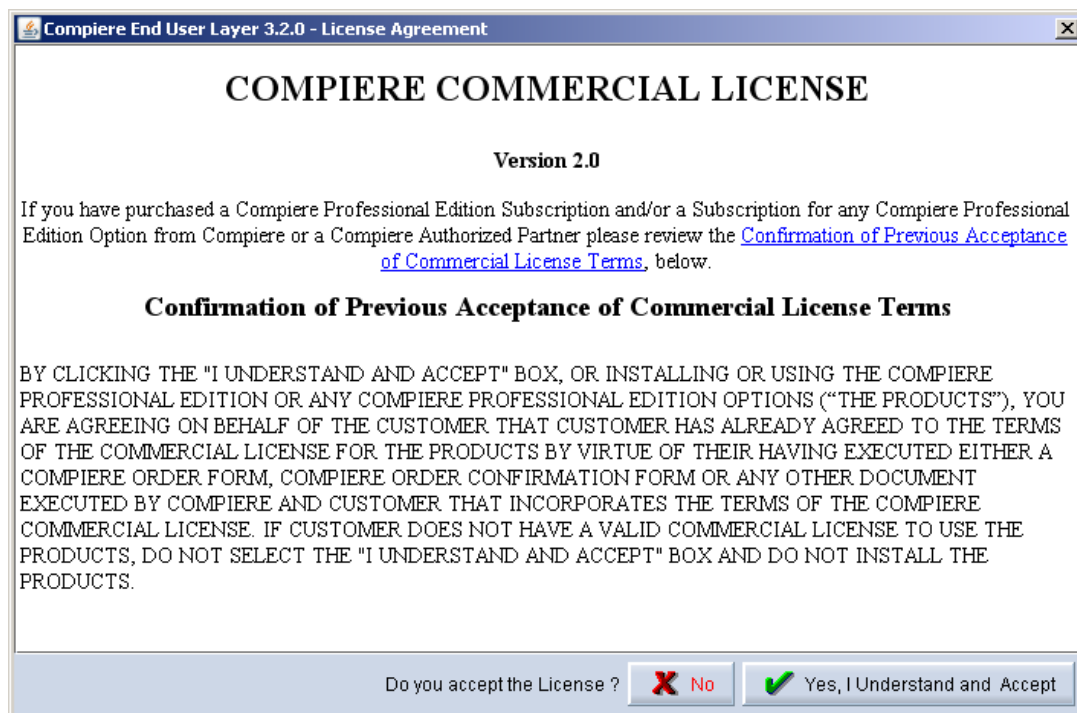 Compiere End User Layer 3.2.0 - License Agreement
COMPIERE COMMERCIAL LICENSE
Version 2.0
If you have purchased a Compiere Professional Edition Subscription and/or a Subscription for any Compiere Professional
Edition Option from Compiere or a Compiere Authorized Partner please review the Confirmation of Previous Acceptance
of Commercial License Terms, below.
Confirmation of Previous Acceptance of Commercial License Terms
BY CLICKING THE "I UNDERSTAND AND ACCEPT" BOX, OR INSTALLING OR USING THE COMPIERE
PROFESSIONAL EDITION OR ANY COMPIERE PROFESSIONAL EDITION OPTIONS (“THE PRODUCTS”), YOU
ARE AGREEING ON BEHALF OF THE CUSTOMER THAT CUSTOMER HAS ALREADY AGREED TO THE TERMS
OF THE COMMERCIAL LICENSE FOR THE PRODUCTS BY VIRTUE OF THEIR HAVING EXECUTED EITHER A
COMPIERE ORDER FORM, COMPIERE ORDER CONFIRMATION FORM OR ANY OTHER DOCUMENT
EXECUTED BY COMPIERE AND CUSTOMER THAT INCORPORATES THE TERMS OF THE COMPIERE
COMMERCIAL LICENSE. IF CUSTOMER DOES NOT HAVE A VALID COMMERCIAL LICENSE TO USE THE
PRODUCTS, DO NOT SELECT THE "I UNDERSTAND AND ACCEPT" BOX AND DO NOT INSTALL THE
PRODUCTS.
Do you accept the License ? No Yes, I Understand and Accept